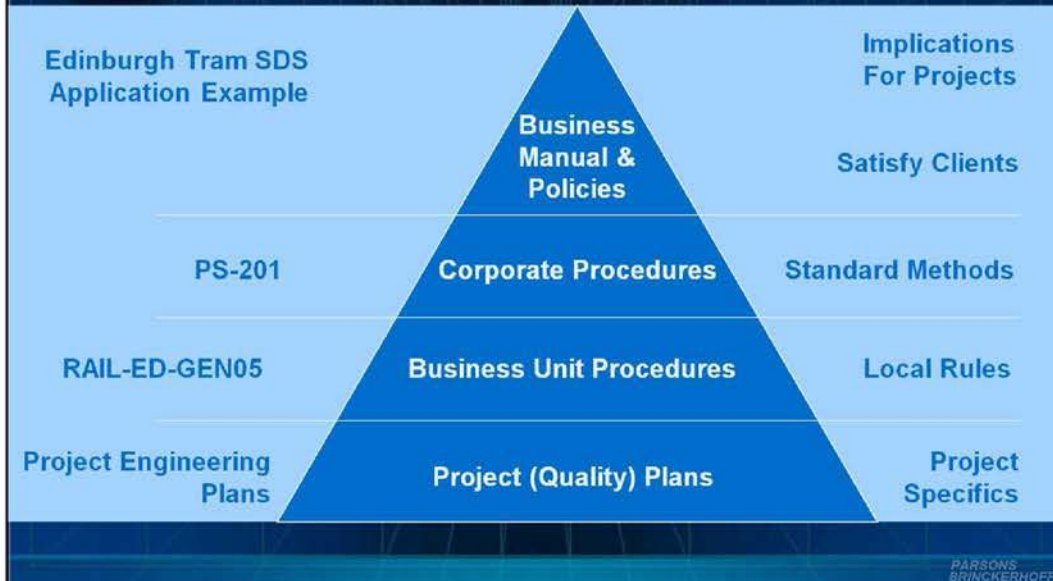 Edinburgh Tram SDS
Application Example
Implications
For Projects
Business
Manual &
Policies
Satisfy Clients
PS-201
Corporate Procedures
Standard Methods
RAIL-ED-GEN05
Business Unit Procedures
Local Rules
Project Engineering
Plans
Project (Quality) Plans
Project
Specifics
PARSONS
BRINCKERHOFF